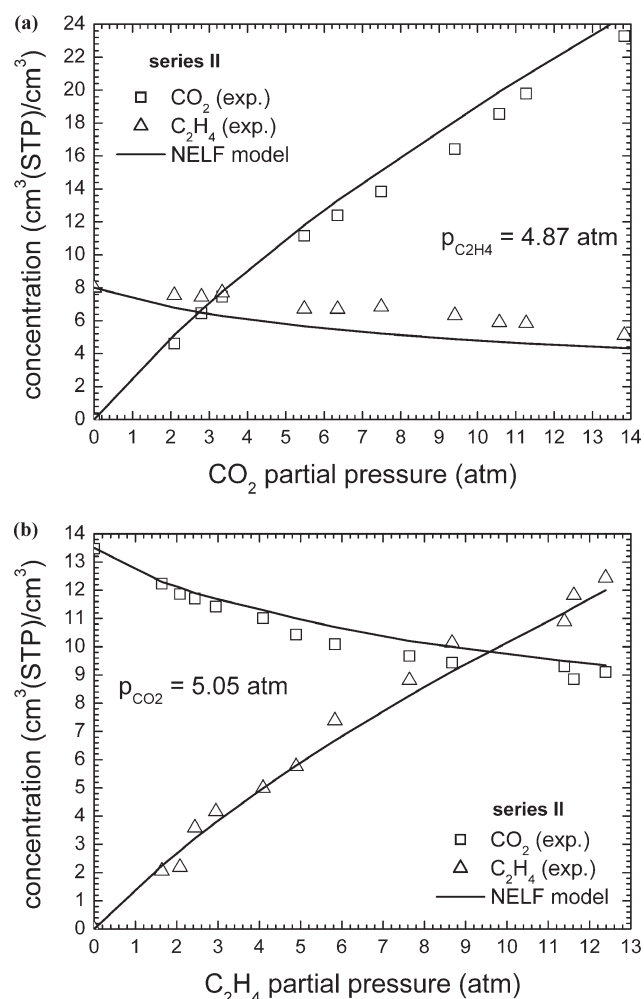 (a)
24
22
20
18
16
14
12
10
8
6
4
2
0
concentration (cm³(STP)/cm³)
series II
CO₂ (exp.)
C₂H₄ (exp.)
NELF model
p_C2H4 = 4.87 atm
0 1 2 3 4 5 6 7 8 9 10 11 12 13 14
CO₂ partial pressure (atm)
(b)
14
13
12
11
10
9
8
7
6
5
4
3
2
1
0
concentration (cm³(STP)/cm³)
p_CO2 = 5.05 atm
series II
CO₂ (exp.)
C₂H₄ (exp.)
NELF model
0 1 2 3 4 5 6 7 8 9 10 11 12 13
C₂H₄ partial pressure (atm)